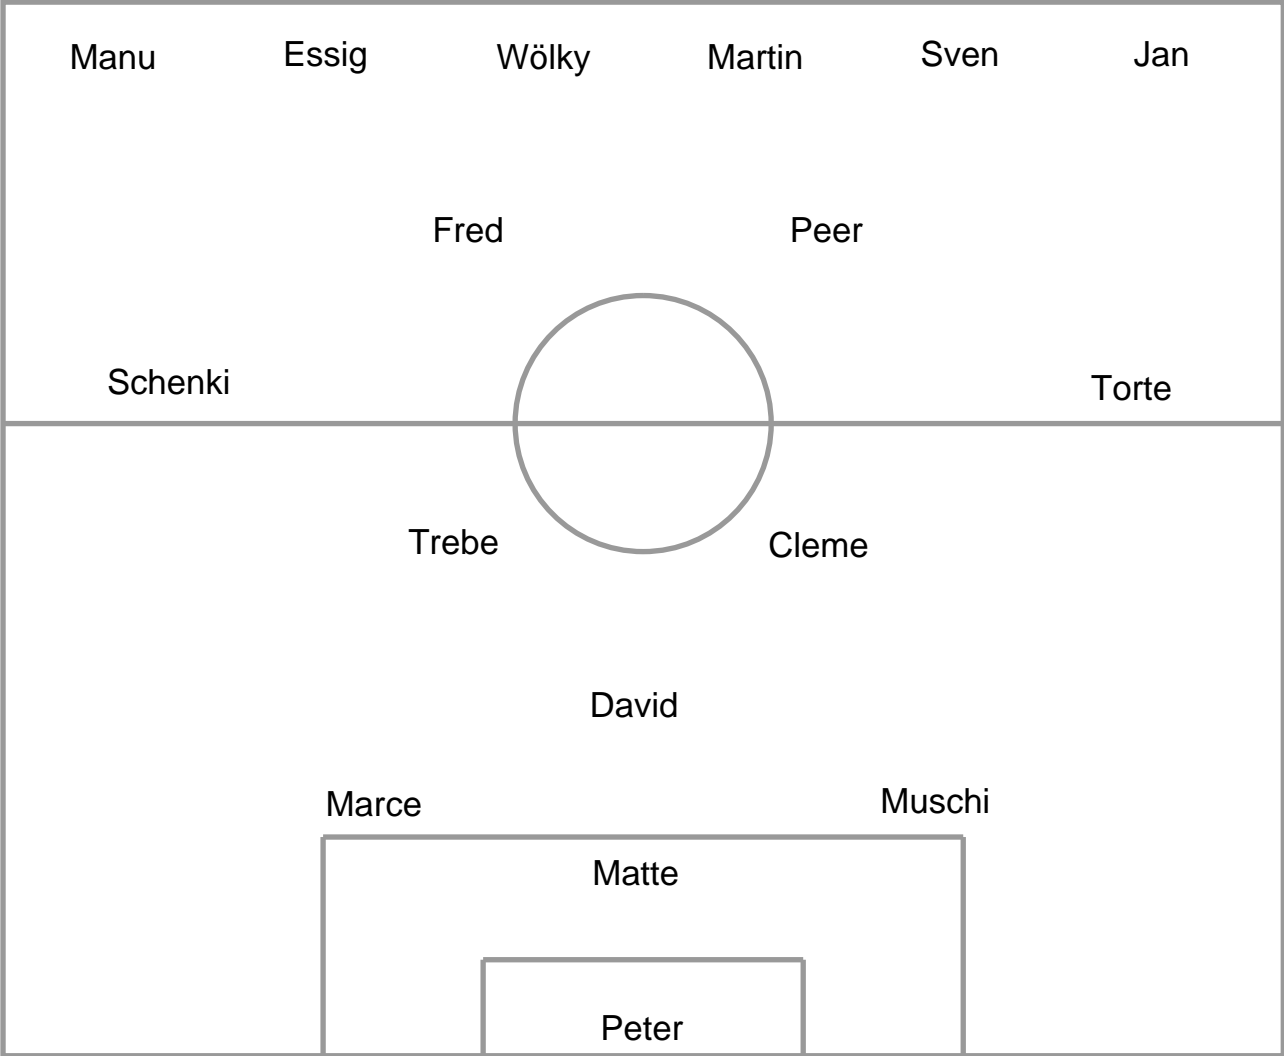 Manu Essig Wölky Martin Sven Jan
Fred Peer
Schenki Torte
Trebe Cleme
David
Marce Muschi
Matte
Peter